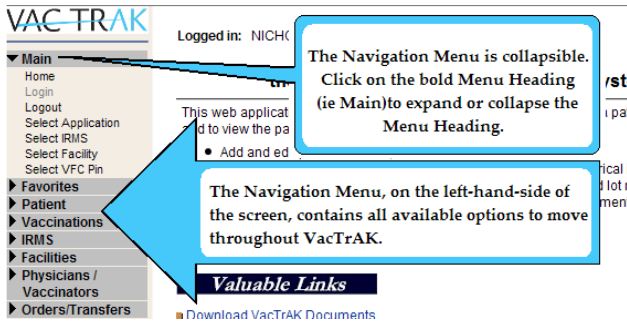 VAC TRAK
Logged in: NICH
Main
Home
Login
Logout
Select Application
Select IRMS
Select Facility
Select VFC Pin
Favorites
Patient
Vaccinations
IRMS
Facilities
Physicians /
Vaccinators
Orders/Transfers
The Navigation Menu is collapsible.
Click on the bold Menu Heading
(ie Main)to expand or collapse the
Menu Heading.
This web applicat
to view the pa
Add and ed
The Navigation Menu, on the left-hand-side of
the screen, contains all available options to move
throughout VacTrAK.
Valuable Links
Download VacTrAK Documents